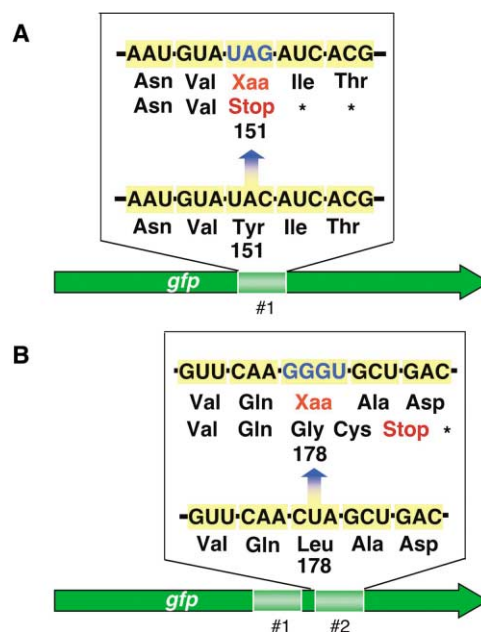 A
-AAU·GUA·UAG·AUC·ACG-
Asn Val Xaa Ile Thr
Asn Val Stop * *
151
-AAU·GUA·UAC·AUC·ACG-
Asn Val Tyr Ile Thr
151
gfp
#1
B
-GUU·CAA·GGGU·GCU·GAC-
Val Gln Xaa Ala Asp
Val Gln Gly Cys Stop *
178
-GUU·CAA·CUA·GCU·GAC-
Val Gln Leu Ala Asp
178
gfp
#1 #2